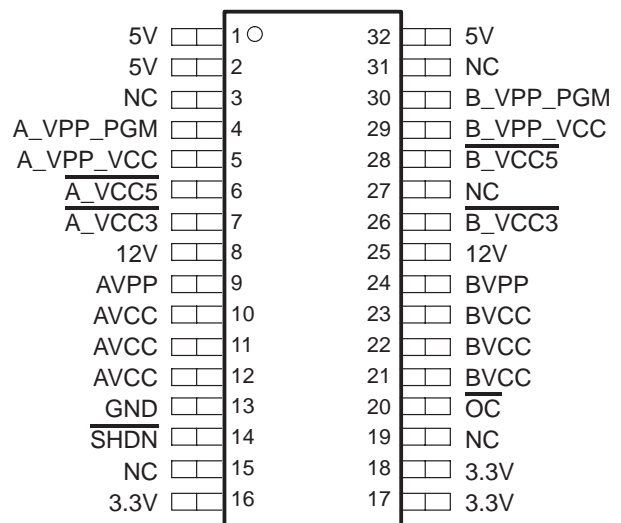 5V 1 32 5V
5V 2 31 NC
NC 3 30 B_VPP_PGM
A_VPP_PGM 4 29 B_VPP_VCC
A_VPP_VCC 5 28 B_VCC5
A_VCC5 6 27 NC
A_VCC3 7 26 B_VCC3
12V 8 25 12V
AVPP 9 24 BVPP
AVCC 10 23 BVCC
AVCC 11 22 BVCC
AVCC 12 21 BVCC
GND 13 20 OC
SHDN 14 19 NC
NC 15 18 3.3V
3.3V 16 17 3.3V